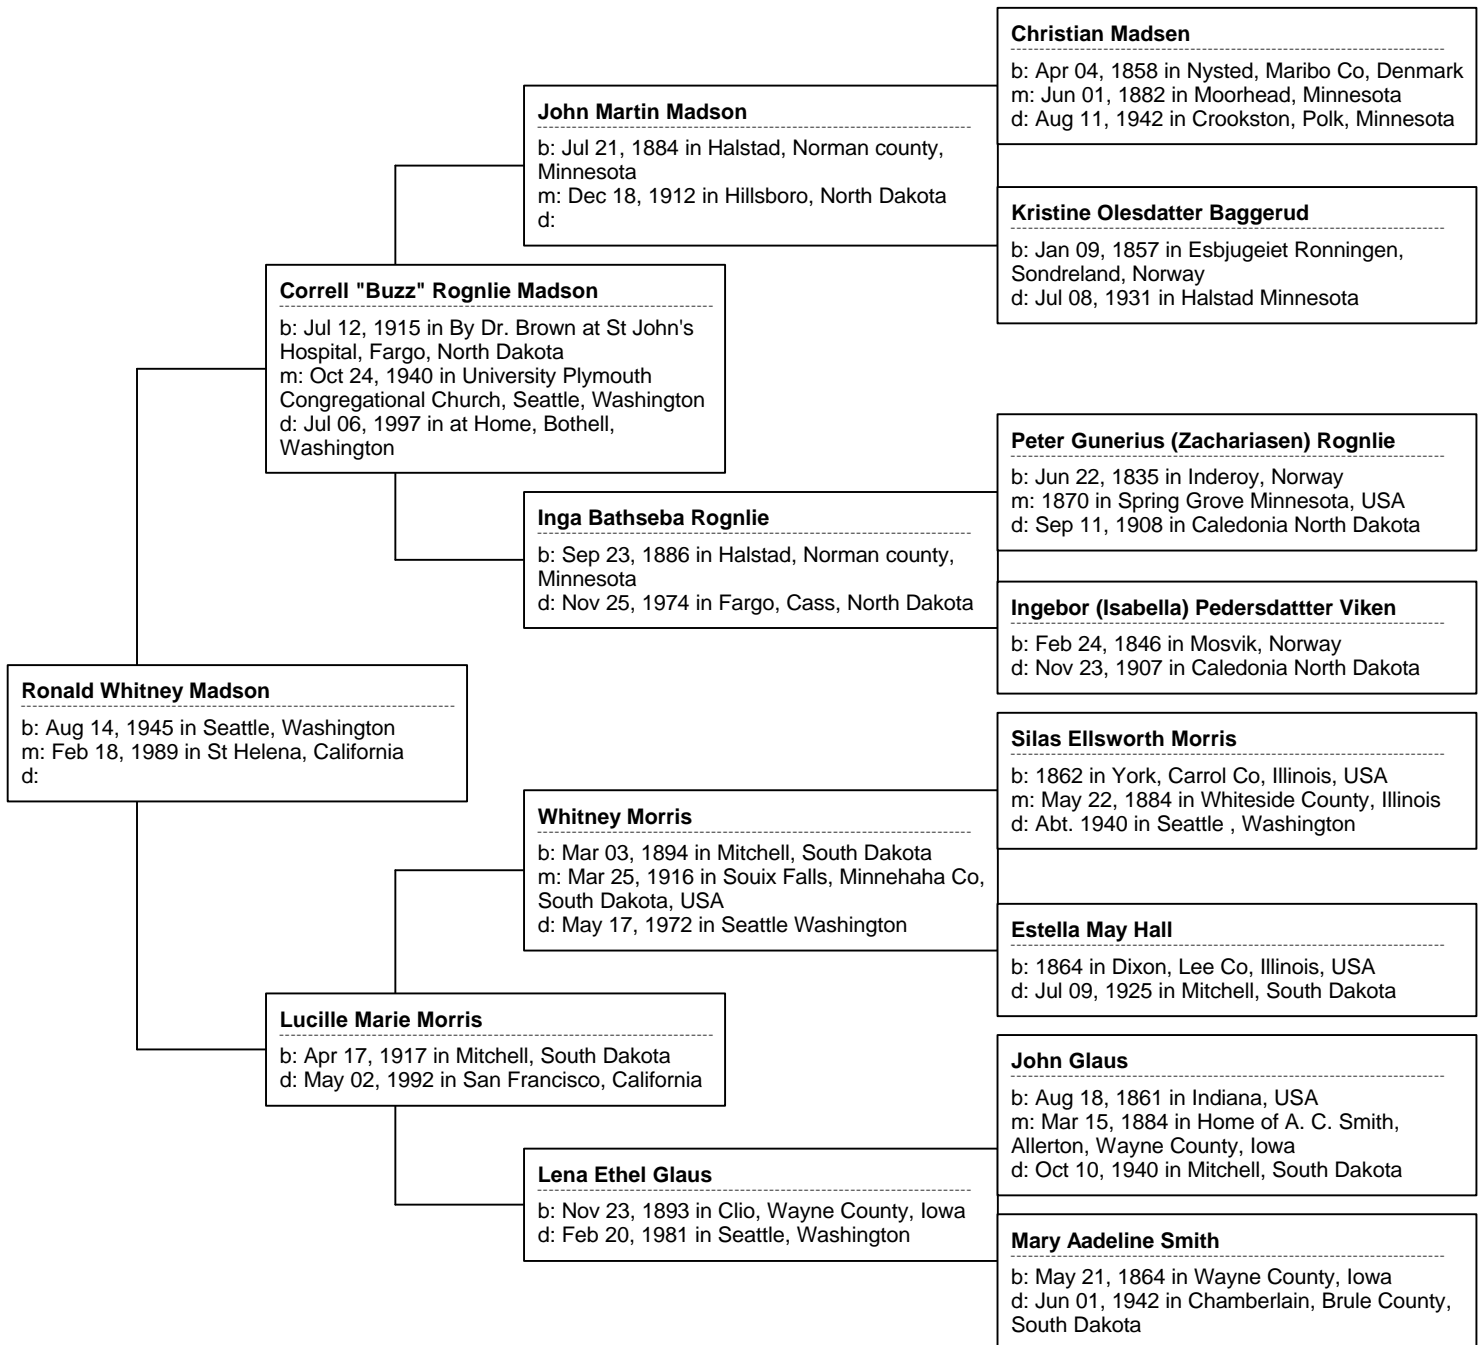 Christian Madsen
b: Apr 04, 1858 in Nysted, Maribo Co, Denmark
m: Jun 01, 1882 in Moorhead, Minnesota
d: Aug 11, 1942 in Crookston, Polk, Minnesota
John Martin Madson
b: Jul 21, 1884 in Halstad, Norman county,
Minnesota
m: Dec 18, 1912 in Hillsboro, North Dakota
d:
Kristine Olesdatter Baggerud
b: Jan 09, 1857 in Esbjugeiet Ronningen,
Sondreland, Norway
d: Jul 08, 1931 in Halstad Minnesota
Correll "Buzz" Rognlie Madson
b: Jul 12, 1915 in By Dr. Brown at St John's
Hospital, Fargo, North Dakota
m: Oct 24, 1940 in University Plymouth
Congregational Church, Seattle, Washington
d: Jul 06, 1997 in at Home, Bothell,
Washington
Peter Gunerius (Zachariasen) Rognlie
b: Jun 22, 1835 in Inderoy, Norway
m: 1870 in Spring Grove Minnesota, USA
d: Sep 11, 1908 in Caledonia North Dakota
Inga Bathseba Rognlie
b: Sep 23, 1886 in Halstad, Norman county,
Minnesota
d: Nov 25, 1974 in Fargo, Cass, North Dakota
Ingebor (Isabella) Pedersdattter Viken
b: Feb 24, 1846 in Mosvik, Norway
d: Nov 23, 1907 in Caledonia North Dakota
Ronald Whitney Madson
b: Aug 14, 1945 in Seattle, Washington
m: Feb 18, 1989 in St Helena, California
d:
Silas Ellsworth Morris
b: 1862 in York, Carrol Co, Illinois, USA
m: May 22, 1884 in Whiteside County, Illinois
d: Abt. 1940 in Seattle , Washington
Whitney Morris
b: Mar 03, 1894 in Mitchell, South Dakota
m: Mar 25, 1916 in Souix Falls, Minnehaha Co,
South Dakota, USA
d: May 17, 1972 in Seattle Washington
Estella May Hall
b: 1864 in Dixon, Lee Co, Illinois, USA
d: Jul 09, 1925 in Mitchell, South Dakota
Lucille Marie Morris
b: Apr 17, 1917 in Mitchell, South Dakota
d: May 02, 1992 in San Francisco, California
John Glaus
b: Aug 18, 1861 in Indiana, USA
m: Mar 15, 1884 in Home of A. C. Smith,
Allerton, Wayne County, Iowa
d: Oct 10, 1940 in Mitchell, South Dakota
Lena Ethel Glaus
b: Nov 23, 1893 in Clio, Wayne County, Iowa
d: Feb 20, 1981 in Seattle, Washington
Mary Aadeline Smith
b: May 21, 1864 in Wayne County, Iowa
d: Jun 01, 1942 in Chamberlain, Brule County,
South Dakota